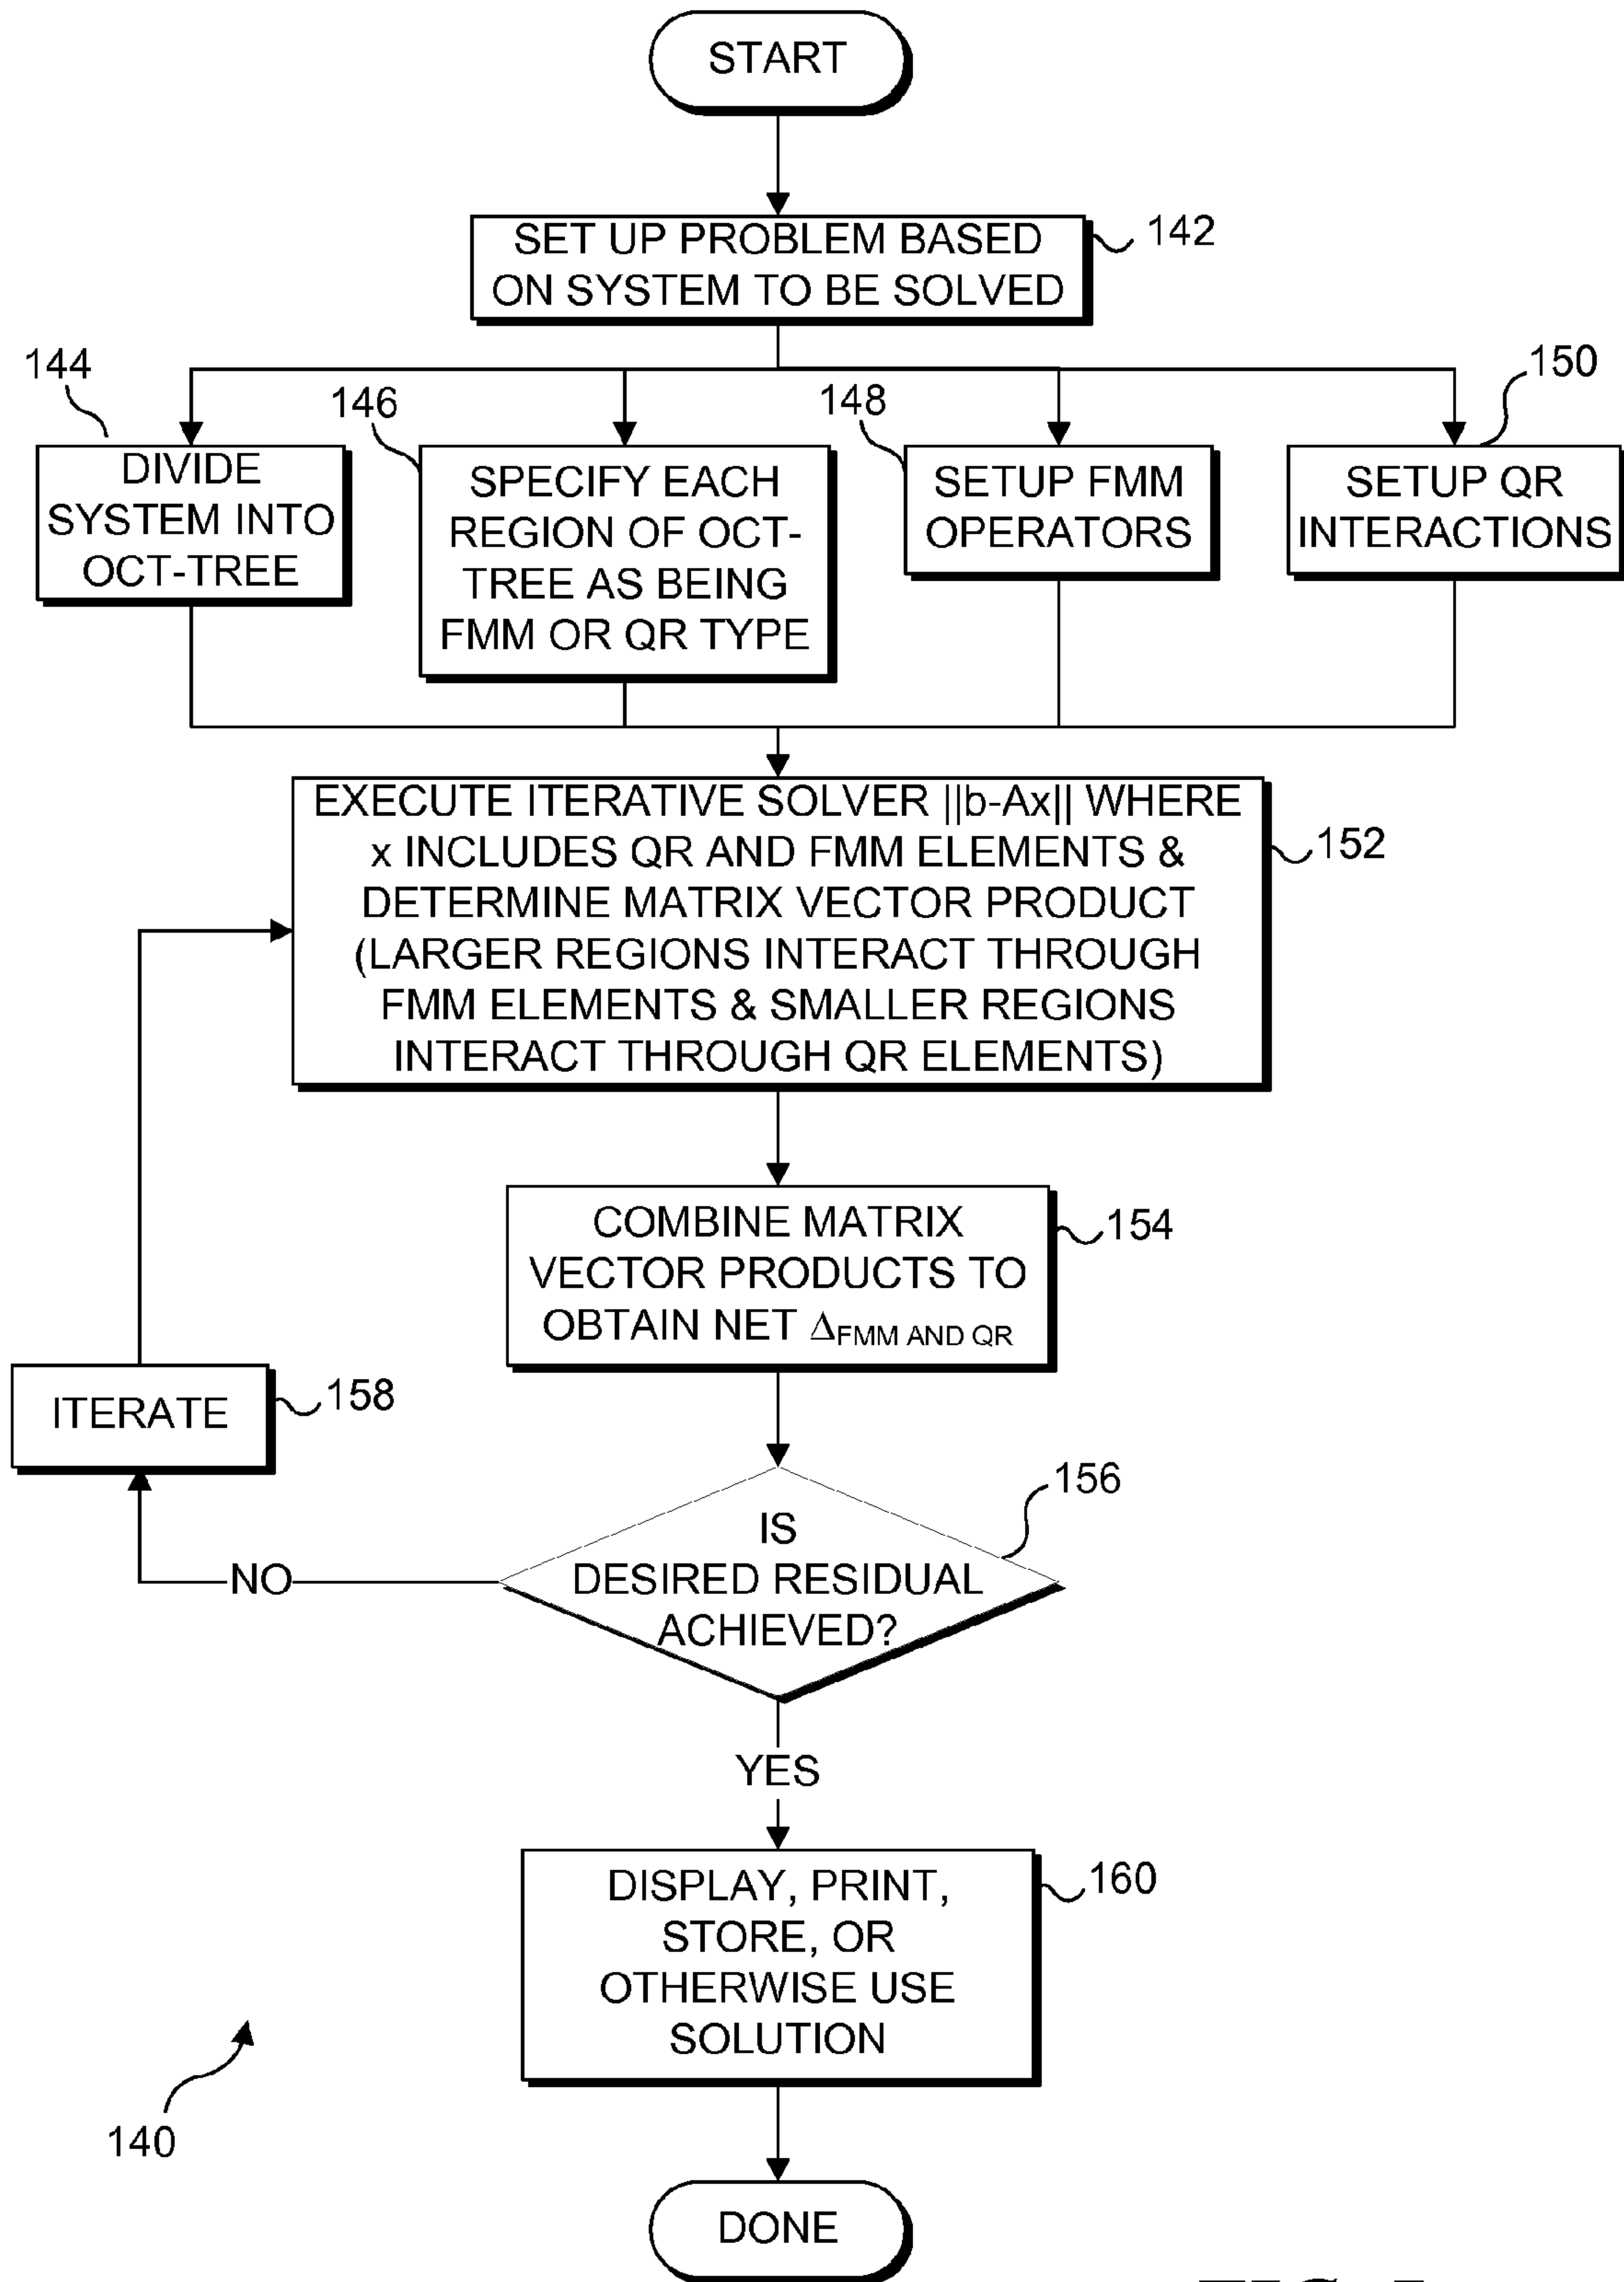 START
SET UP PROBLEM BASED
ON SYSTEM TO BE SOLVED
142
144
146
148
150
DIVIDE
SYSTEM INTO
OCT-TREE
SPECIFY EACH
REGION OF OCT-
TREE AS BEING
FMM OR QR TYPE
SETUP FMM
OPERATORS
SETUP QR
INTERACTIONS
EXECUTE ITERATIVE SOLVER ||b-Ax|| WHERE
x INCLUDES QR AND FMM ELEMENTS &
DETERMINE MATRIX VECTOR PRODUCT
(LARGER REGIONS INTERACT THROUGH
FMM ELEMENTS & SMALLER REGIONS
INTERACT THROUGH QR ELEMENTS)
152
COMBINE MATRIX
VECTOR PRODUCTS TO
OBTAIN NET ΔFMM AND QR
154
ITERATE
158
IS
DESIRED RESIDUAL
ACHIEVED?
156
NO
YES
DISPLAY, PRINT,
STORE, OR
OTHERWISE USE
SOLUTION
160
140
DONE